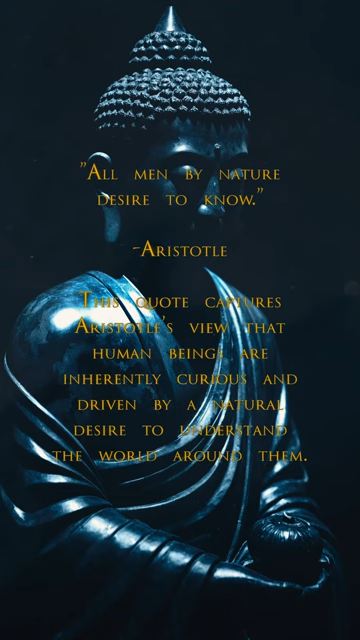 "All men by nature
desire to know."
-Aristotle
This quote captures
Aristotle's view that
human beings are
inherently curious and
driven by a natural
desire to understand
the world around them.